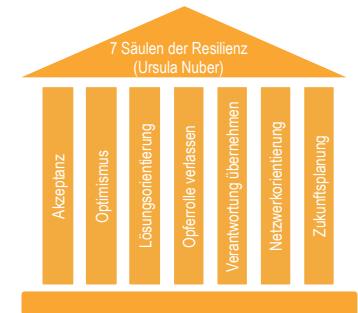 7 Säulen der Resilienz
(Ursula Nuber)
Akzeptanz
Optimismus
Lösungsorientierung
Opferrolle verlassen
Verantwortung übernehmen
Netzwerkorientierung
Zukunftsplanung